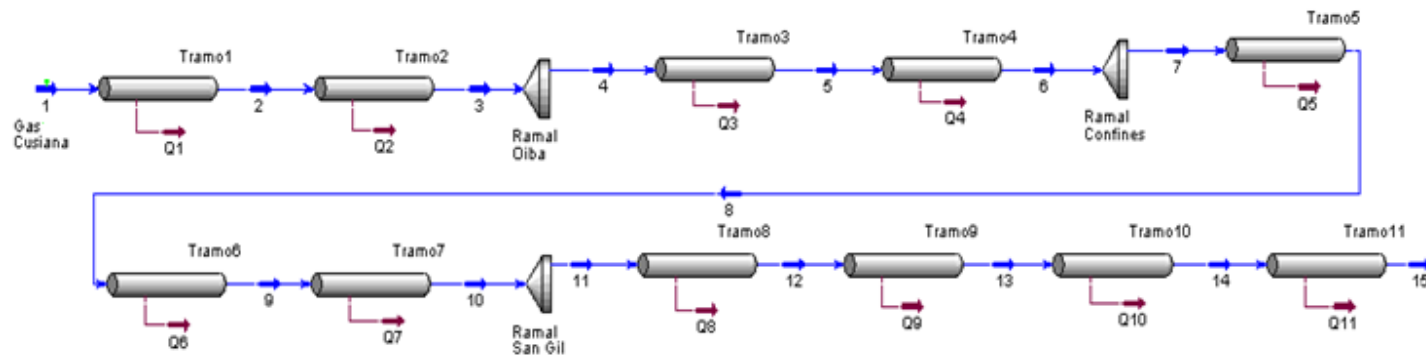 Tramo1
Tramo2
Tramo3
Tramo4
Tramo5
1
2
3
4
5
6
7
Gas
Cusiana
Q1
Q2
Ramal
Oiba
Q3
Q4
Ramal
Confines
Q5
8
Tramo6
Tramo7
Tramo8
Tramo9
Tramo10
Tramo11
9
10
11
12
13
14
15
Q6
Q7
Ramal
San Gil
Q8
Q9
Q10
Q11